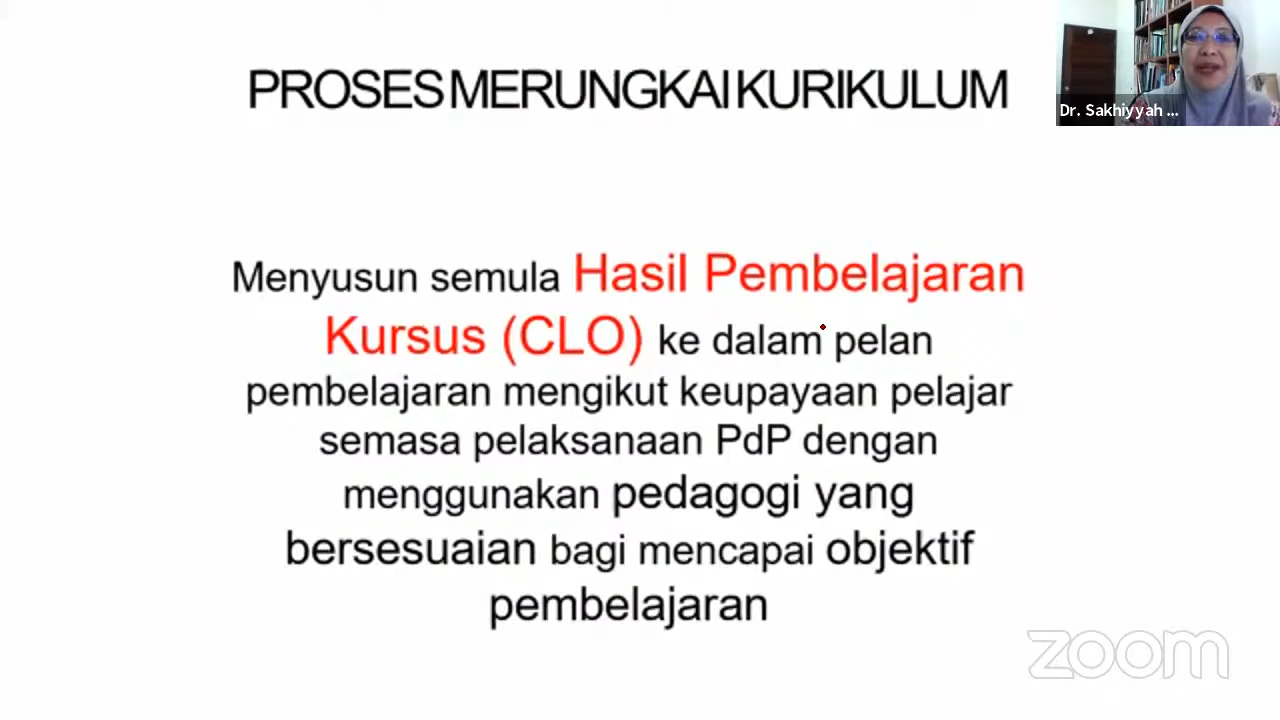 PROSES MERUNGKAI KURIKULUM
Dr. Sakhiyyah ...
Menyusun semula Hasil Pembelajaran
Kursus (CLO) ke dalam pelan
pembelajaran mengikut keupayaan pelajar
semasa pelaksanaan PdP dengan
menggunakan pedagogi yang
bersesuaian bagi mencapai objektif
pembelajaran
zoom